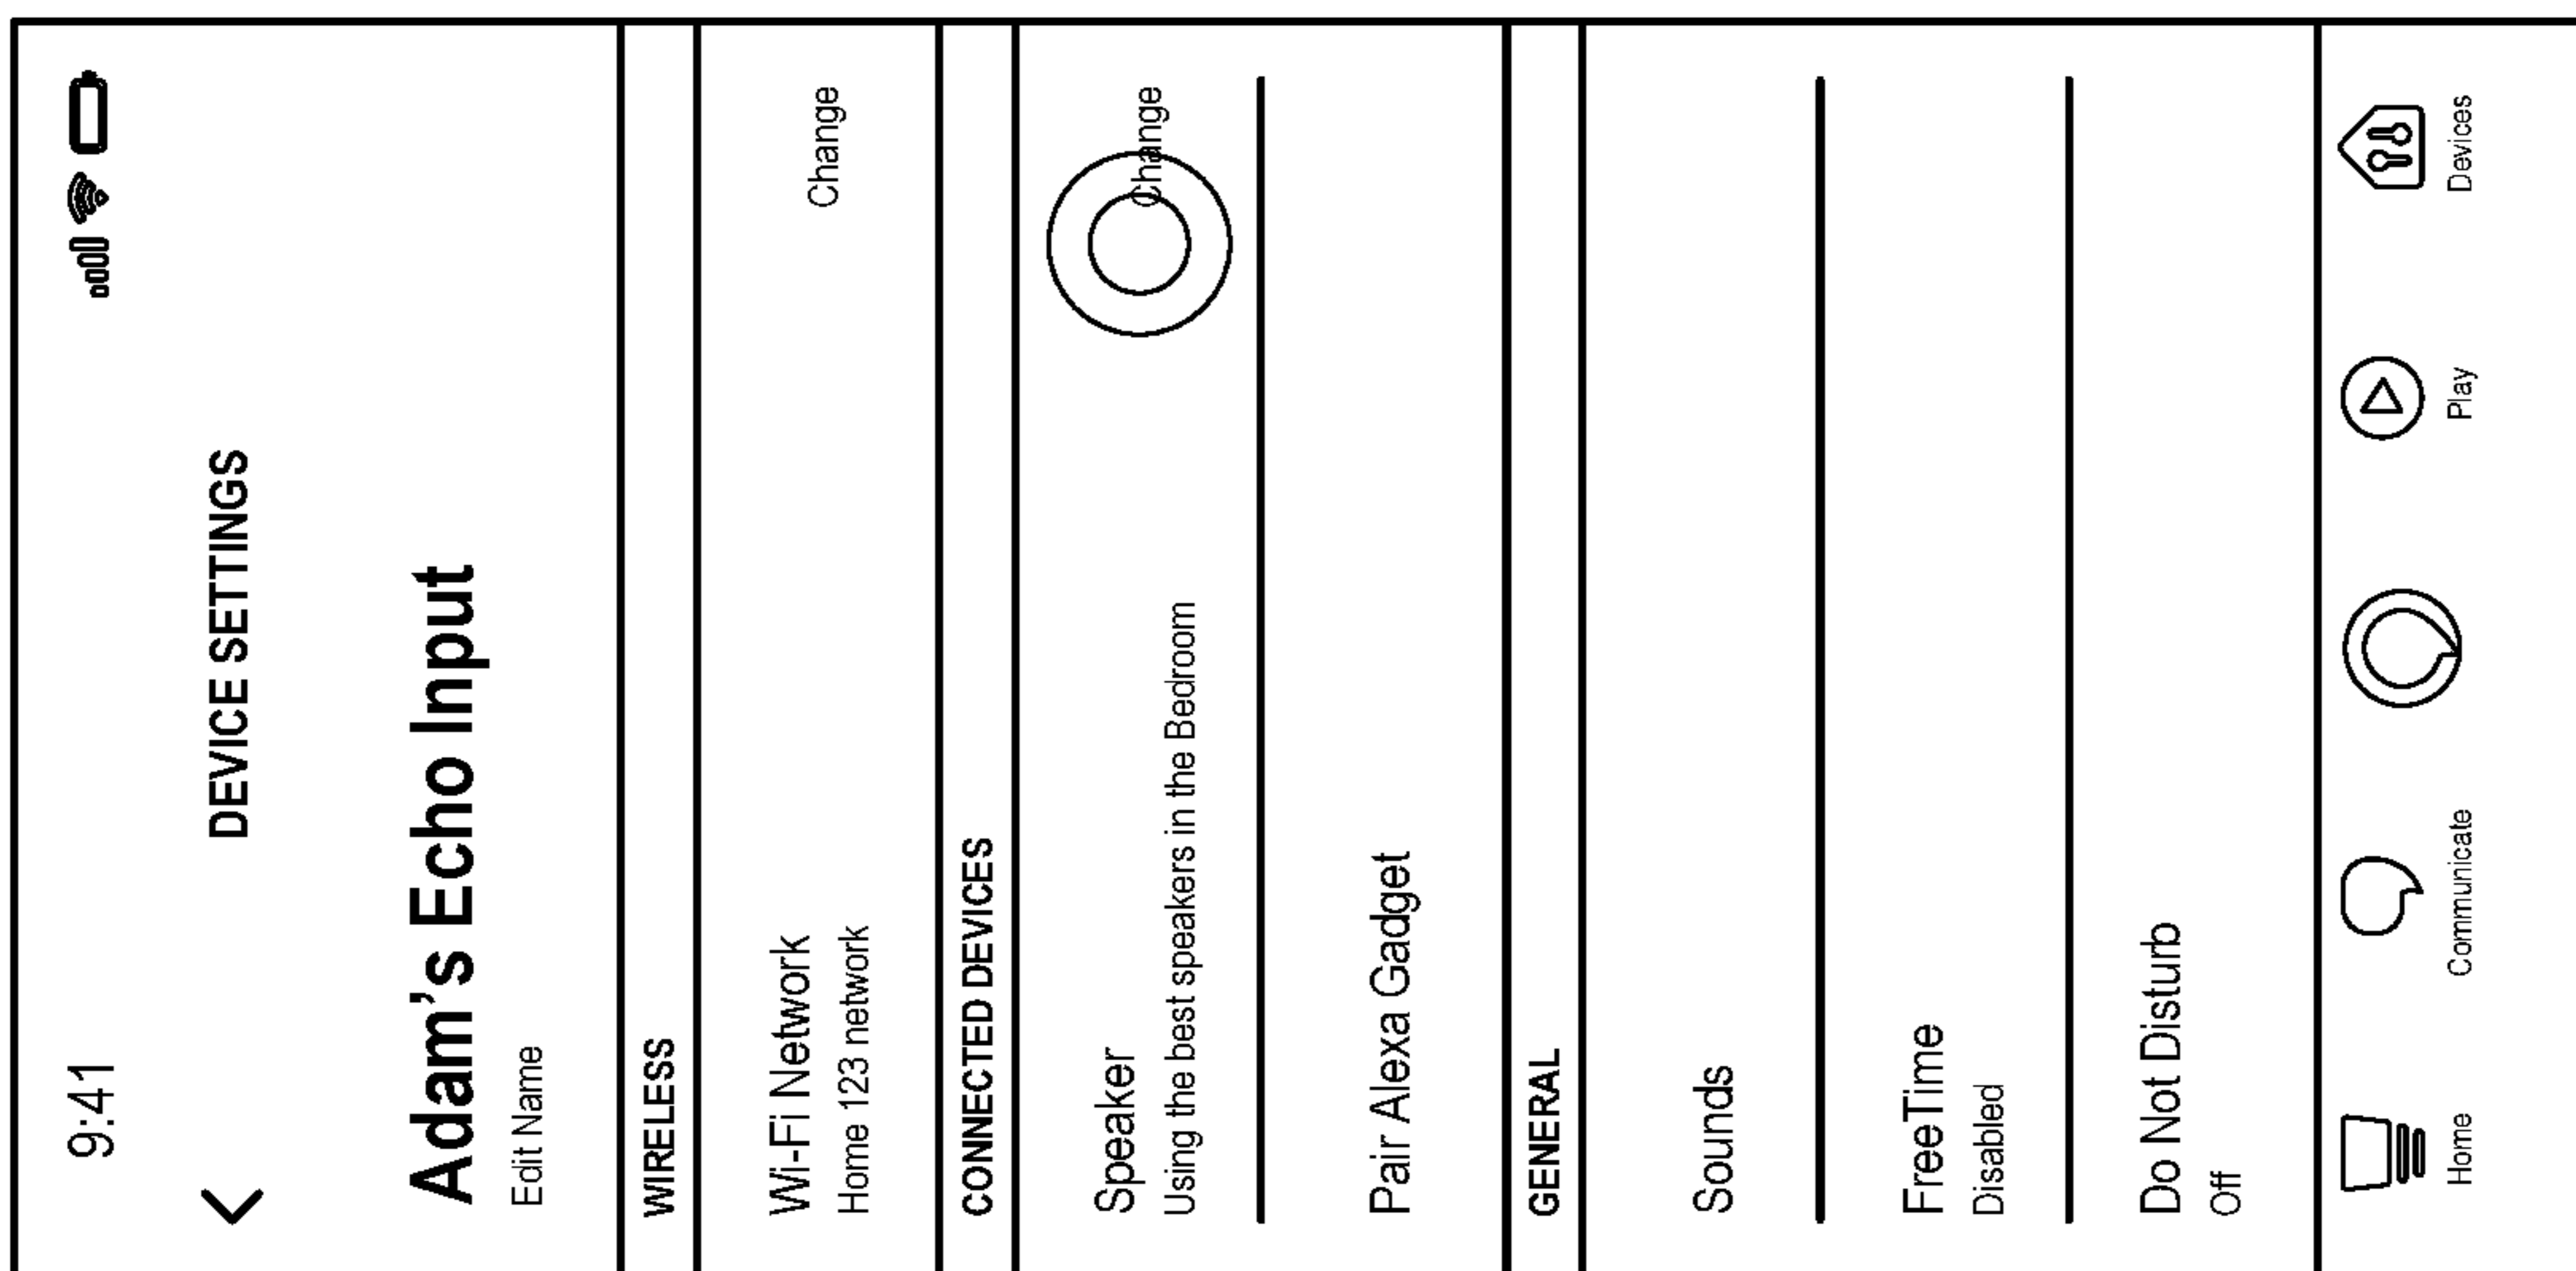 9:41
DEVICE SETTINGS
Adam's Echo Input
Edit Name
WIRELESS
Wi-Fi Network
Change
Home 123 network
CONNECTED DEVICES
Speaker
Change
Using the best speakers in the Bedroom
Pair Alexa Gadget
GENERAL
Sounds
FreeTime
Disabled
Do Not Disturb
Off
Home Communicate Play Devices